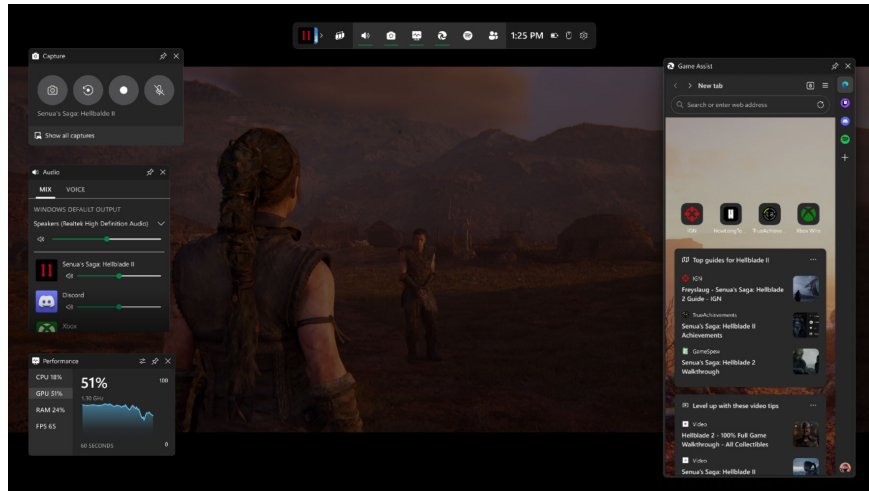 1:25 PM
Capture
Senua's Saga: Hellblade II
Show all captures
Audio
MIX VOICE
WINDOWS DEFAULT OUTPUT
Speakers (Realtek High Definition Audio)
Senua's Saga: Hellblade II
Discord
Xbox
Performance
CPU 18%
GPU 51%
RAM 24%
FPS 65
51%
100
1.30 GHz
60 SECONDS
0
Game Assist
New tab
Search or enter web address
IGN HowLongTo... TrueAchieve... Xbox Wire
Top guides for Hellblade II
IGN
Freyslaug - Senua's Saga: Hellblade
2 Guide - IGN
TrueAchievements
Senua's Saga: Hellblade II
Achievements
GameSpew
Senua's Saga: Hellblade 2
Walkthrough
Level up with these video tips
Video
Hellblade 2 - 100% Full Game
Walkthrough - All Collectibles
Video
Senua's Saga: Hellblade II